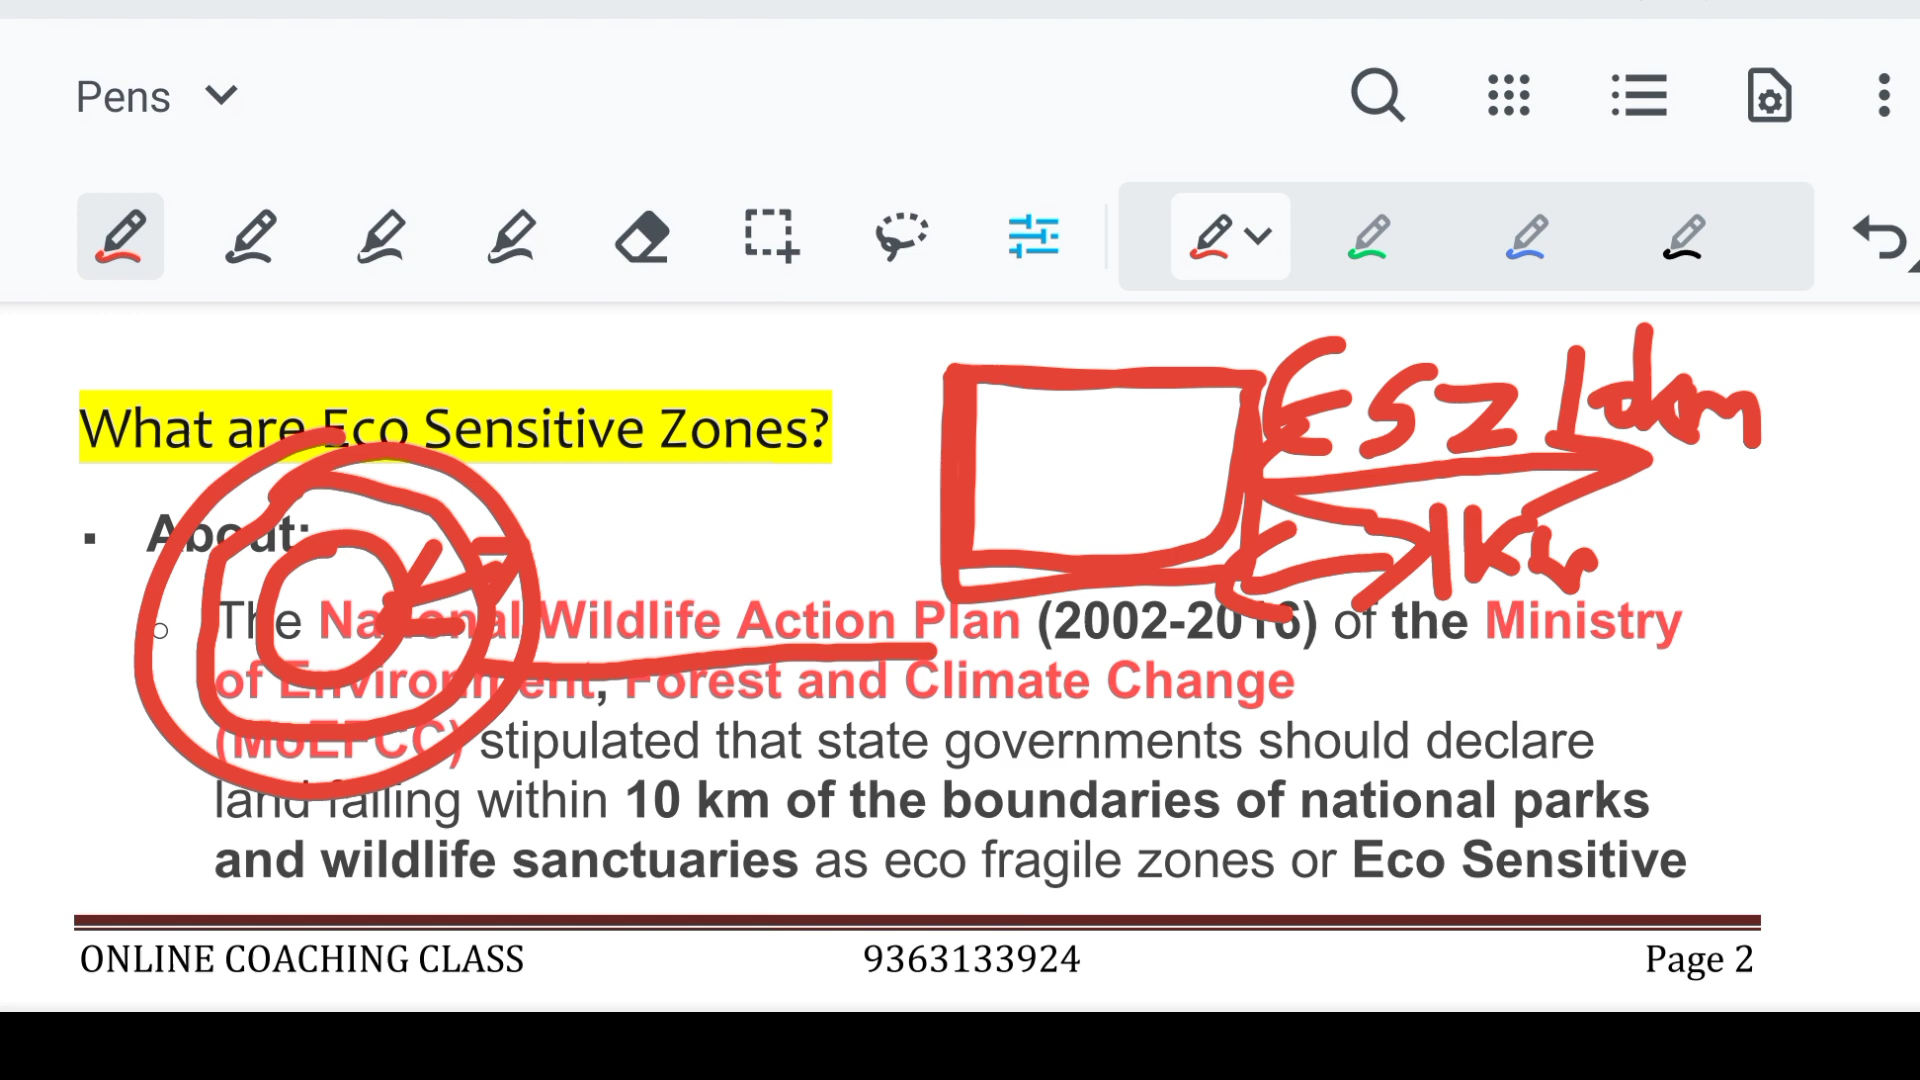 Pens
What are Eco Sensitive Zones?
ESZ 10km
1Km
▪ About:
○ The National Wildlife Action Plan (2002-2016) of the Ministry
of Environment, Forest and Climate Change
(MoEFCC) stipulated that state governments should declare
land falling within 10 km of the boundaries of national parks
and wildlife sanctuaries as eco fragile zones or Eco Sensitive
ONLINE COACHING CLASS 9363133924 Page 2